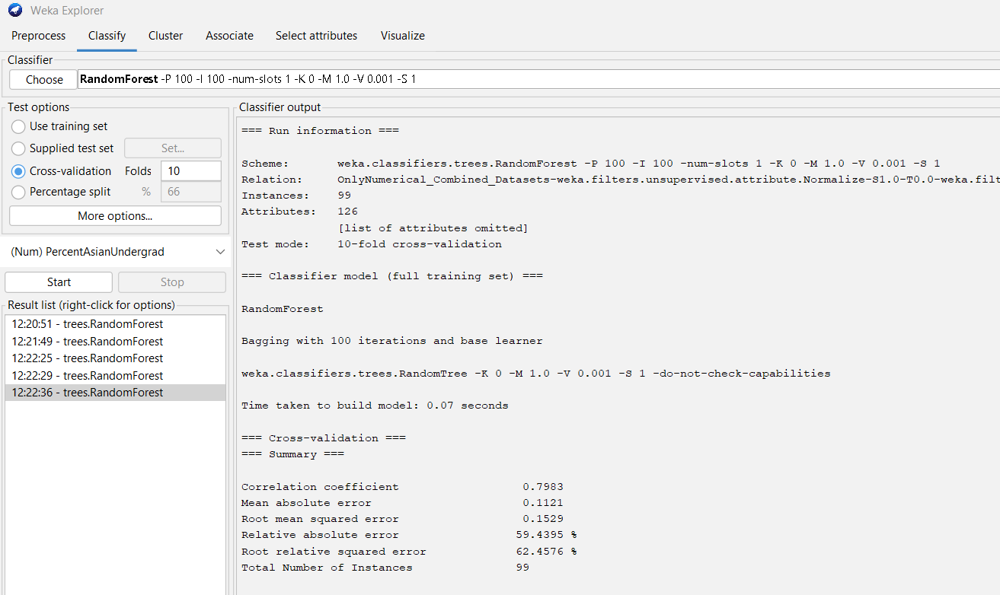 Weka Explorer
Preprocess Classify Cluster Associate Select attributes Visualize
Classifier
Choose RandomForest -P 100 -I 100 -num-slots 1 -K 0 -M 1.0 -V 0.001 -S 1
Test options
Use training set
Supplied test set Set...
Cross-validation Folds 10
Percentage split % 66
More options...
(Num) PercentAsianUndergrad
Start Stop
Result list (right-click for options)
12:20:51 - trees.RandomForest
12:21:49 - trees.RandomForest
12:22:25 - trees.RandomForest
12:22:29 - trees.RandomForest
12:22:36 - trees.RandomForest
Classifier output
=== Run information ===
Scheme: weka.classifiers.trees.RandomForest -P 100 -I 100 -num-slots 1 -K 0 -M 1.0 -V 0.001 -S 1
Relation: OnlyNumerical_Combined_Datasets-weka.filters.unsupervised.attribute.Normalize-S1.0-T0.0-weka.filt
Instances: 99
Attributes: 126
[list of attributes omitted]
Test mode: 10-fold cross-validation
=== Classifier model (full training set) ===
RandomForest
Bagging with 100 iterations and base learner
weka.classifiers.trees.RandomTree -K 0 -M 1.0 -V 0.001 -S 1 -do-not-check-capabilities
Time taken to build model: 0.07 seconds
=== Cross-validation ===
=== Summary ===
Correlation coefficient 0.7983
Mean absolute error 0.1121
Root mean squared error 0.1529
Relative absolute error 59.4395 %
Root relative squared error 62.4576 %
Total Number of Instances 99